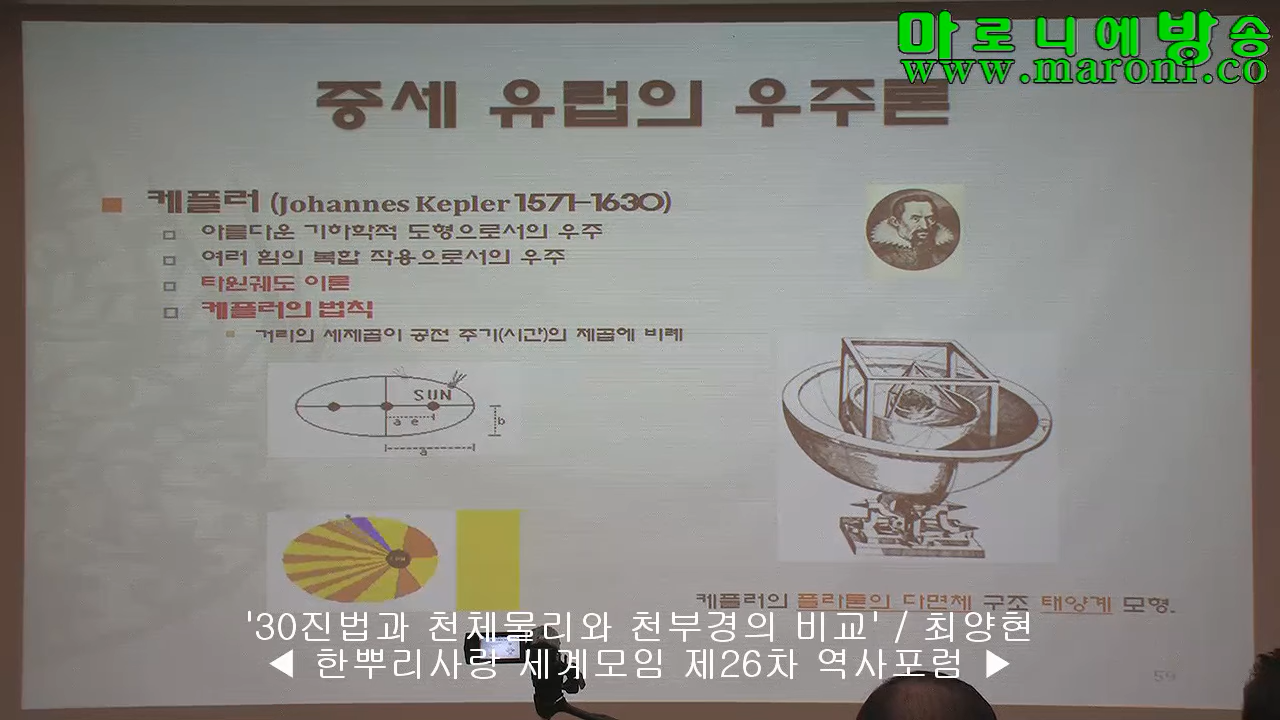 마로니에방송
www.maroni.co
중세 유럽의 우주론
케플러 (Johannes Kepler 1571-1630)
아름다운 기하학적 도형으로서의 우주
여러 힘의 복합 작용으로서의 우주
타원궤도 이론
케플러의 법칙
거리의 세제곱이 공전 주기(시간)의 제곱에 비례
SUN
a e
b
a
케플러의 플라톤의 다면체 구조 태양계 모형.
'30진법과 천체물리와 천부경의 비교' / 최양현
◀ 한뿌리사랑 세계모임 제26차 역사포럼 ▶
59